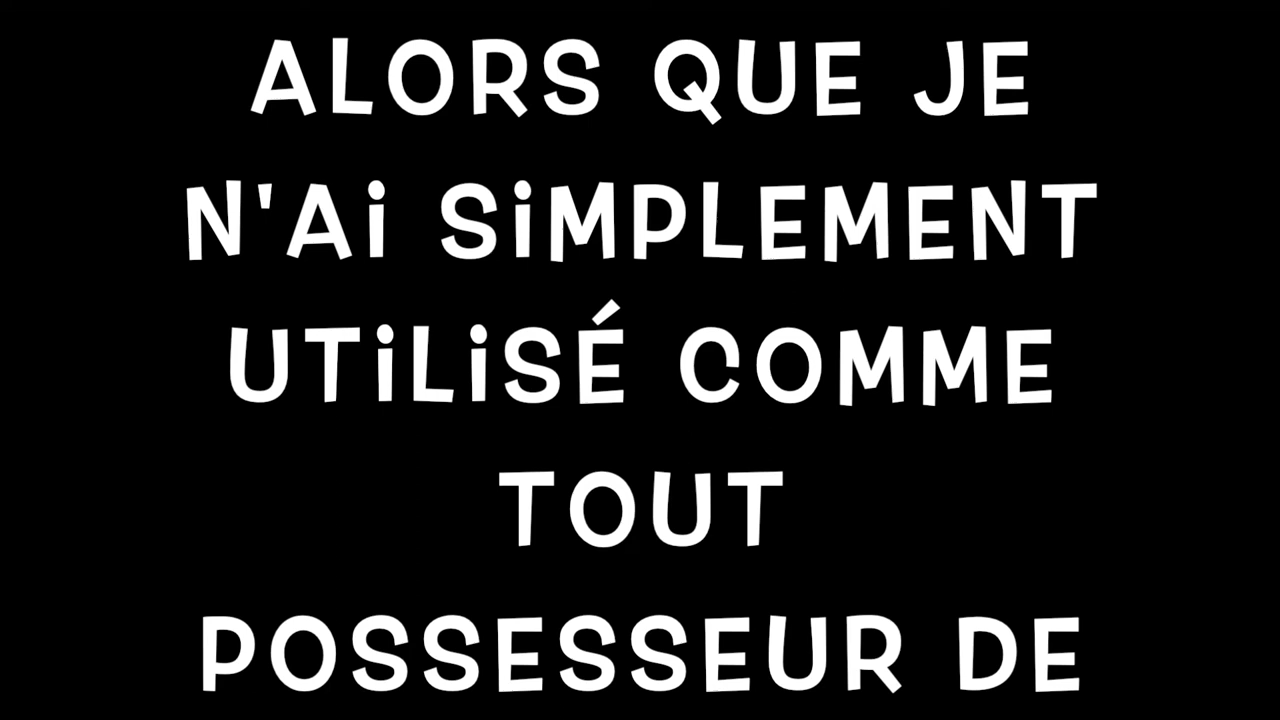 ALORS QUE JE
N'Ai SiMPLEMENT
UTiLiSÉ COMME
TOUT
POSSESSEUR DE